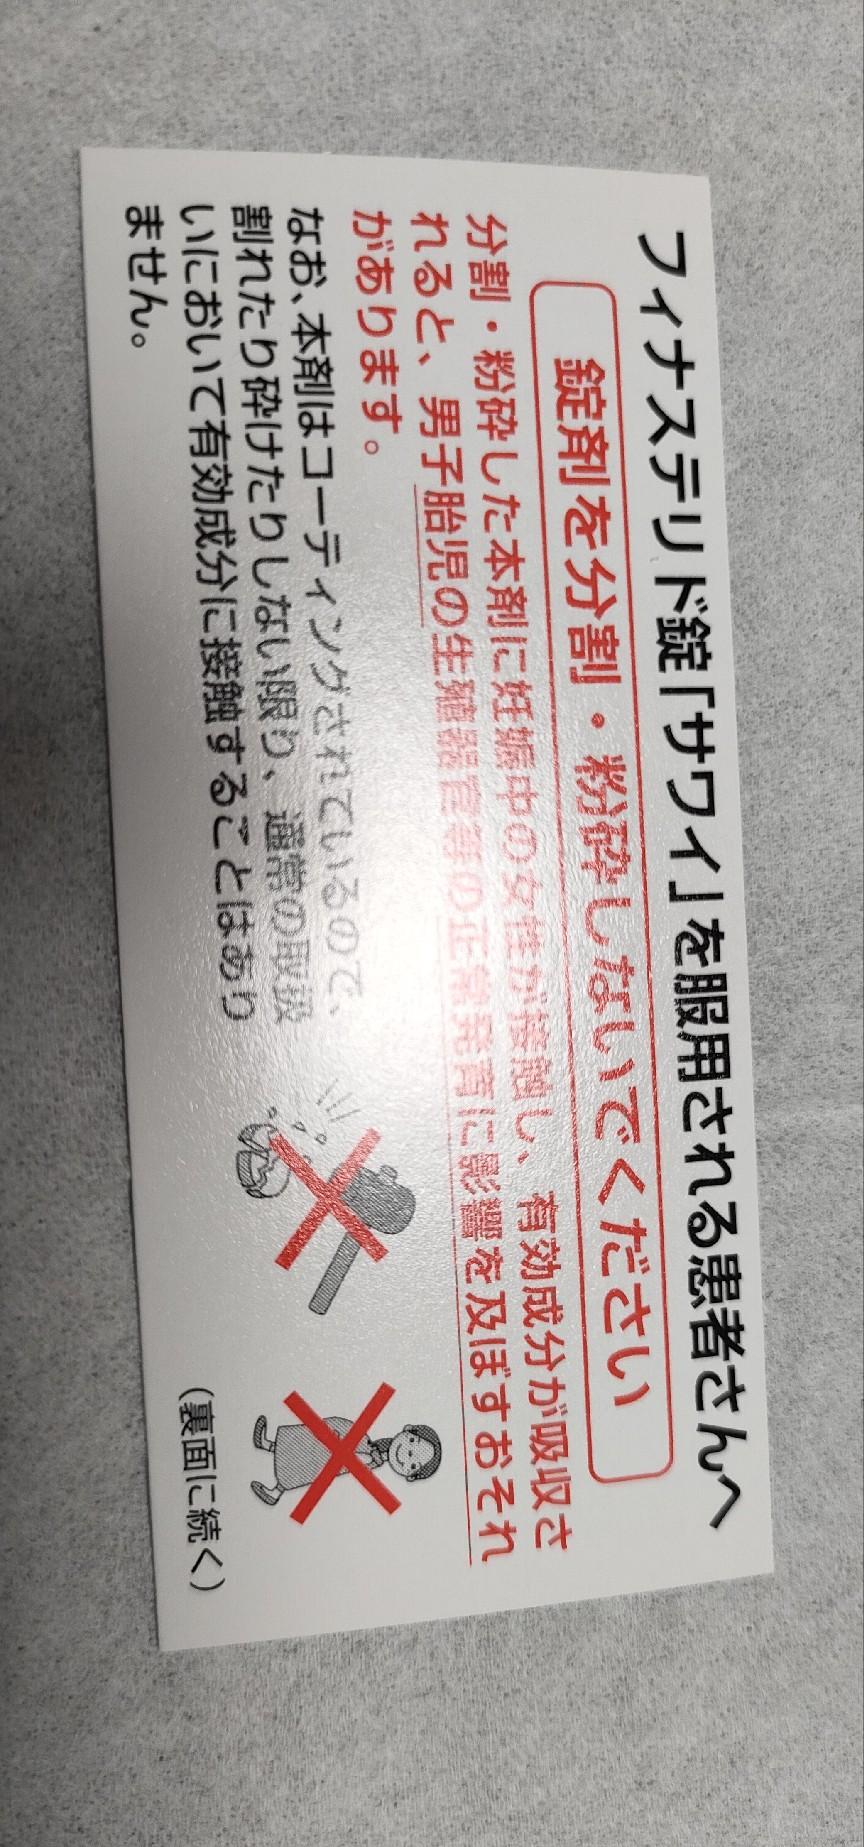 フィナステリド錠「サワイ」を服用される患者さんへ
錠剤を分割・粉砕しないでください
分割・粉砕した本剤に妊娠中の女性が接触し、有効成分が吸収さ
れると、男子胎児の生殖器官等の正常発育に影響を及ぼすおそれ
があります。
なお、本剤はコーティングされているので、
割れたり砕けたりしない限り、通常の取扱
いにおいて有効成分に接触することはあり
ません。
(裏面に続く)